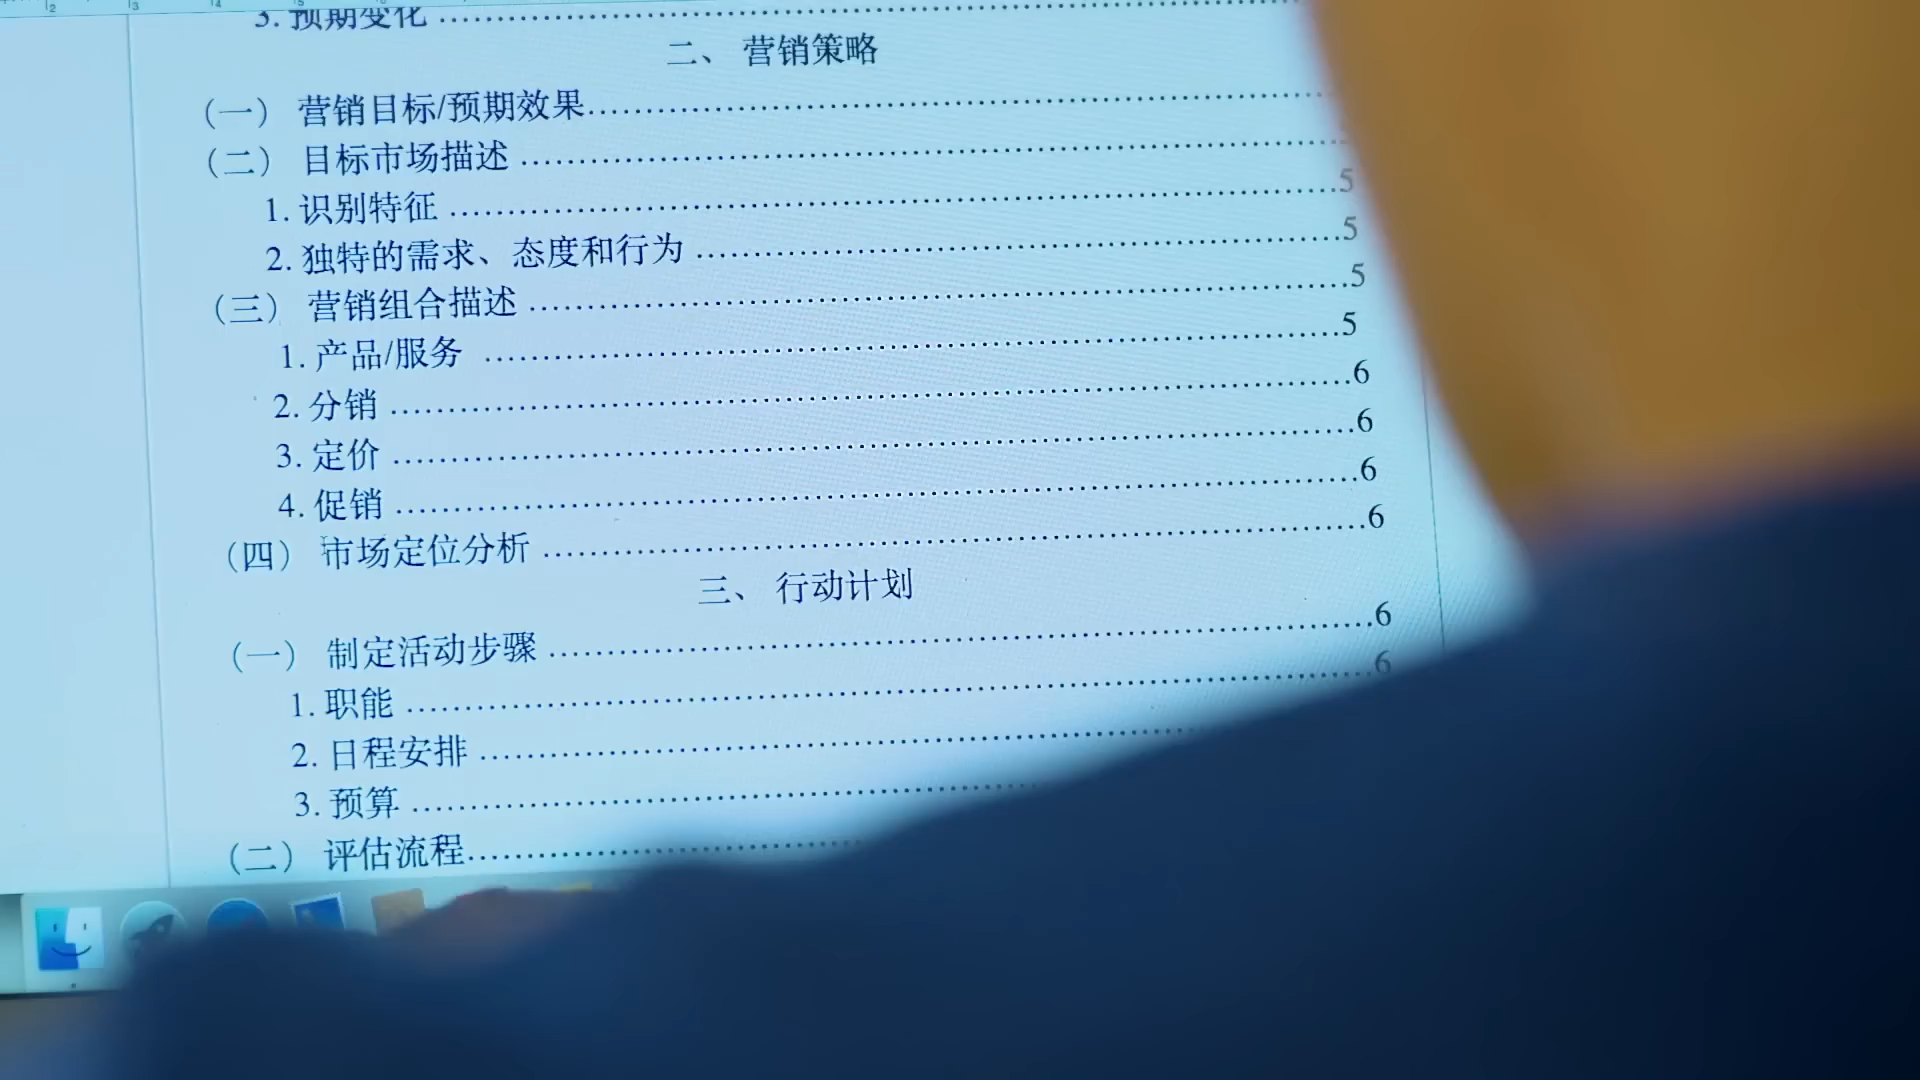 3. 预期变化
二、 营销策略
（一） 营销目标/预期效果
（二） 目标市场描述
1. 识别特征 5
2. 独特的需求、态度和行为 5
（三） 营销组合描述 5
1. 产品/服务 5
2. 分销 6
3. 定价 6
4. 促销 6
（四） 市场定位分析 6
三、 行动计划
（一） 制定活动步骤 6
1. 职能 6
2. 日程安排
3. 预算
（二） 评估流程